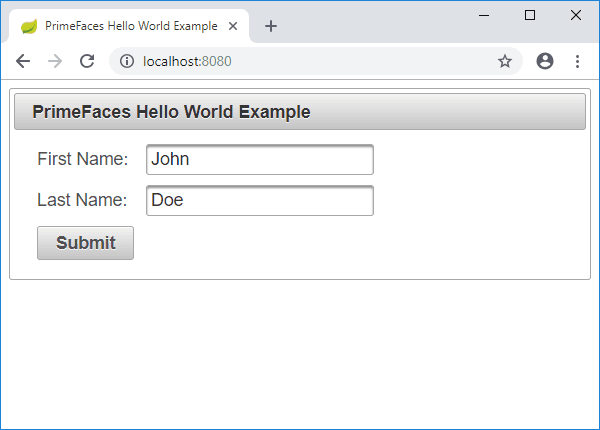 PrimeFaces Hello World Example
localhost:8080
PrimeFaces Hello World Example
First Name: John
Last Name: Doe
Submit